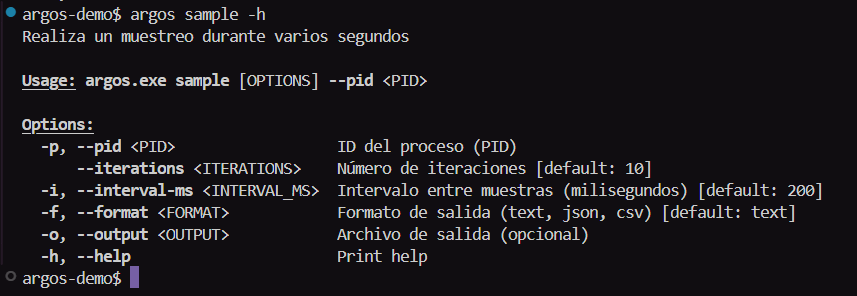 argos-demo$ argos sample -h
Realiza un muestreo durante varios segundos
Usage: argos.exe sample [OPTIONS] --pid <PID>
Options:
-p, --pid <PID> ID del proceso (PID)
--iterations <ITERATIONS> Número de iteraciones [default: 10]
-i, --interval-ms <INTERVAL_MS> Intervalo entre muestras (milisegundos) [default: 200]
-f, --format <FORMAT> Formato de salida (text, json, csv) [default: text]
-o, --output <OUTPUT> Archivo de salida (opcional)
-h, --help Print help
argos-demo$